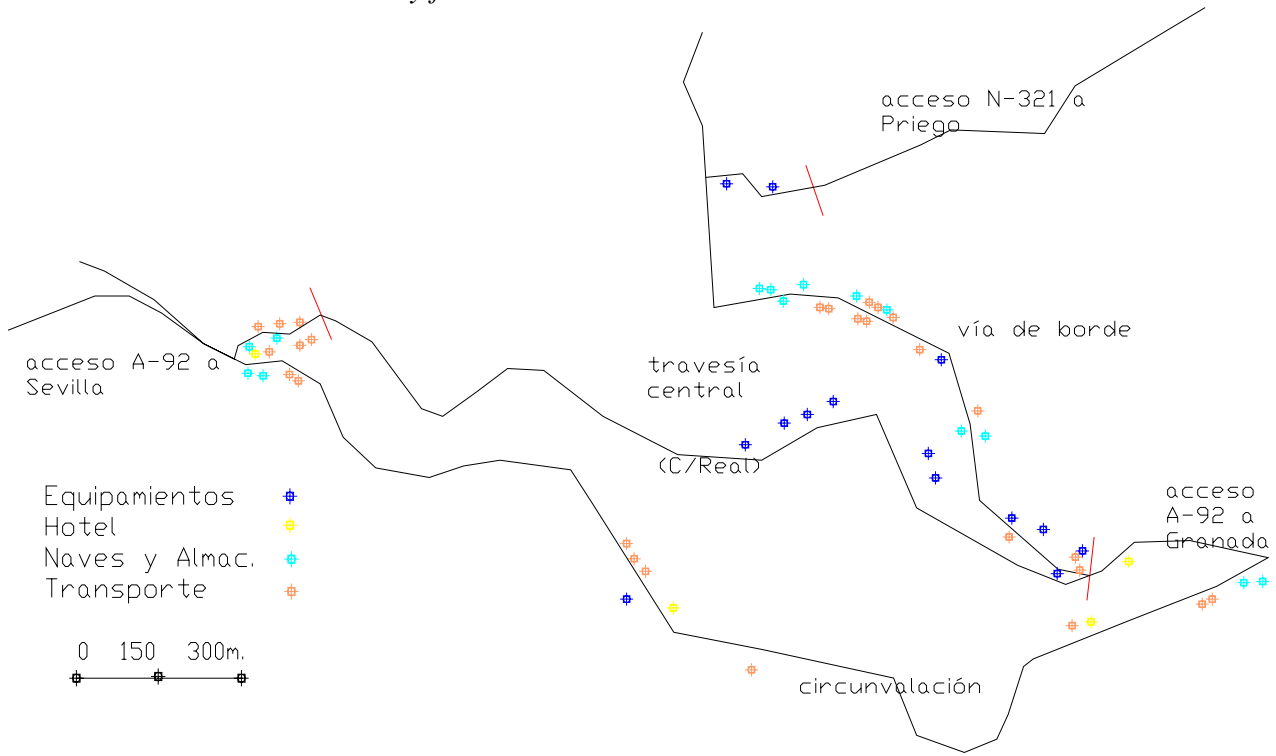 acceso N-321 a
Priego
vía de borde
acceso A-92 a
Sevilla
travesía
central
(C/Real)
acceso
A-92 a
Granada
Equipamientos
Hotel
Naves y Almac.
Transporte
0 150 300m.
circunvalación